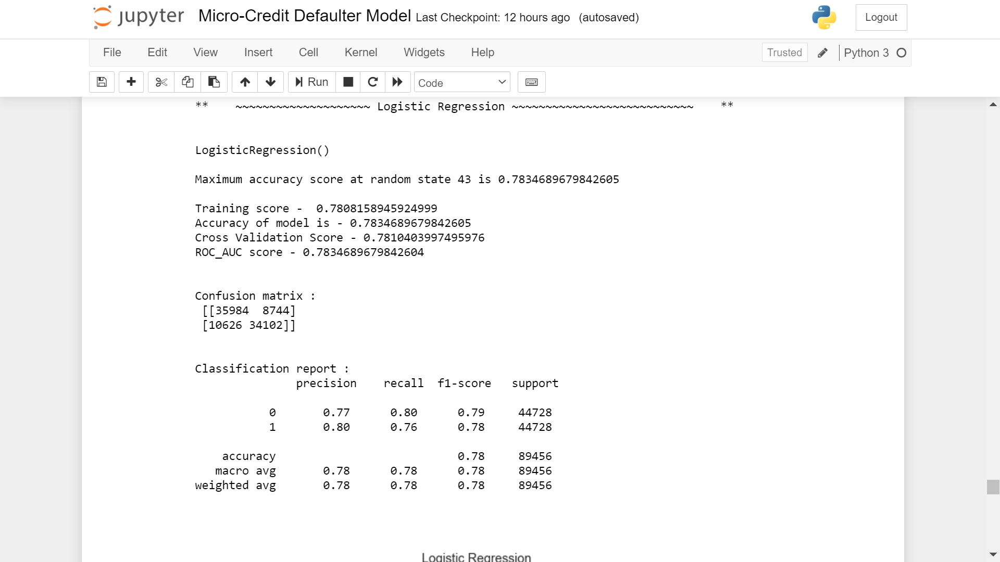 jupyter Micro-Credit Defaulter Model Last Checkpoint: 12 hours ago (autosaved) Logout
File Edit View Insert Cell Kernel Widgets Help Trusted Python 3
Run Code
** ~~~~~~~~~~~~~~~~~~~~ Logistic Regression ~~~~~~~~~~~~~~~~~~~~~~~~~~~ **
LogisticRegression()
Maximum accuracy score at random state 43 is 0.7834689679842605
Training score - 0.7808158945924999
Accuracy of model is - 0.7834689679842605
Cross Validation Score - 0.7810403997495976
ROC_AUC score - 0.7834689679842604
Confusion matrix :
[[35984 8744]
[10626 34102]]
Classification report :
precision recall f1-score support
0 0.77 0.80 0.79 44728
1 0.80 0.76 0.78 44728
accuracy 0.78 89456
macro avg 0.78 0.78 0.78 89456
weighted avg 0.78 0.78 0.78 89456
Logistic Regression